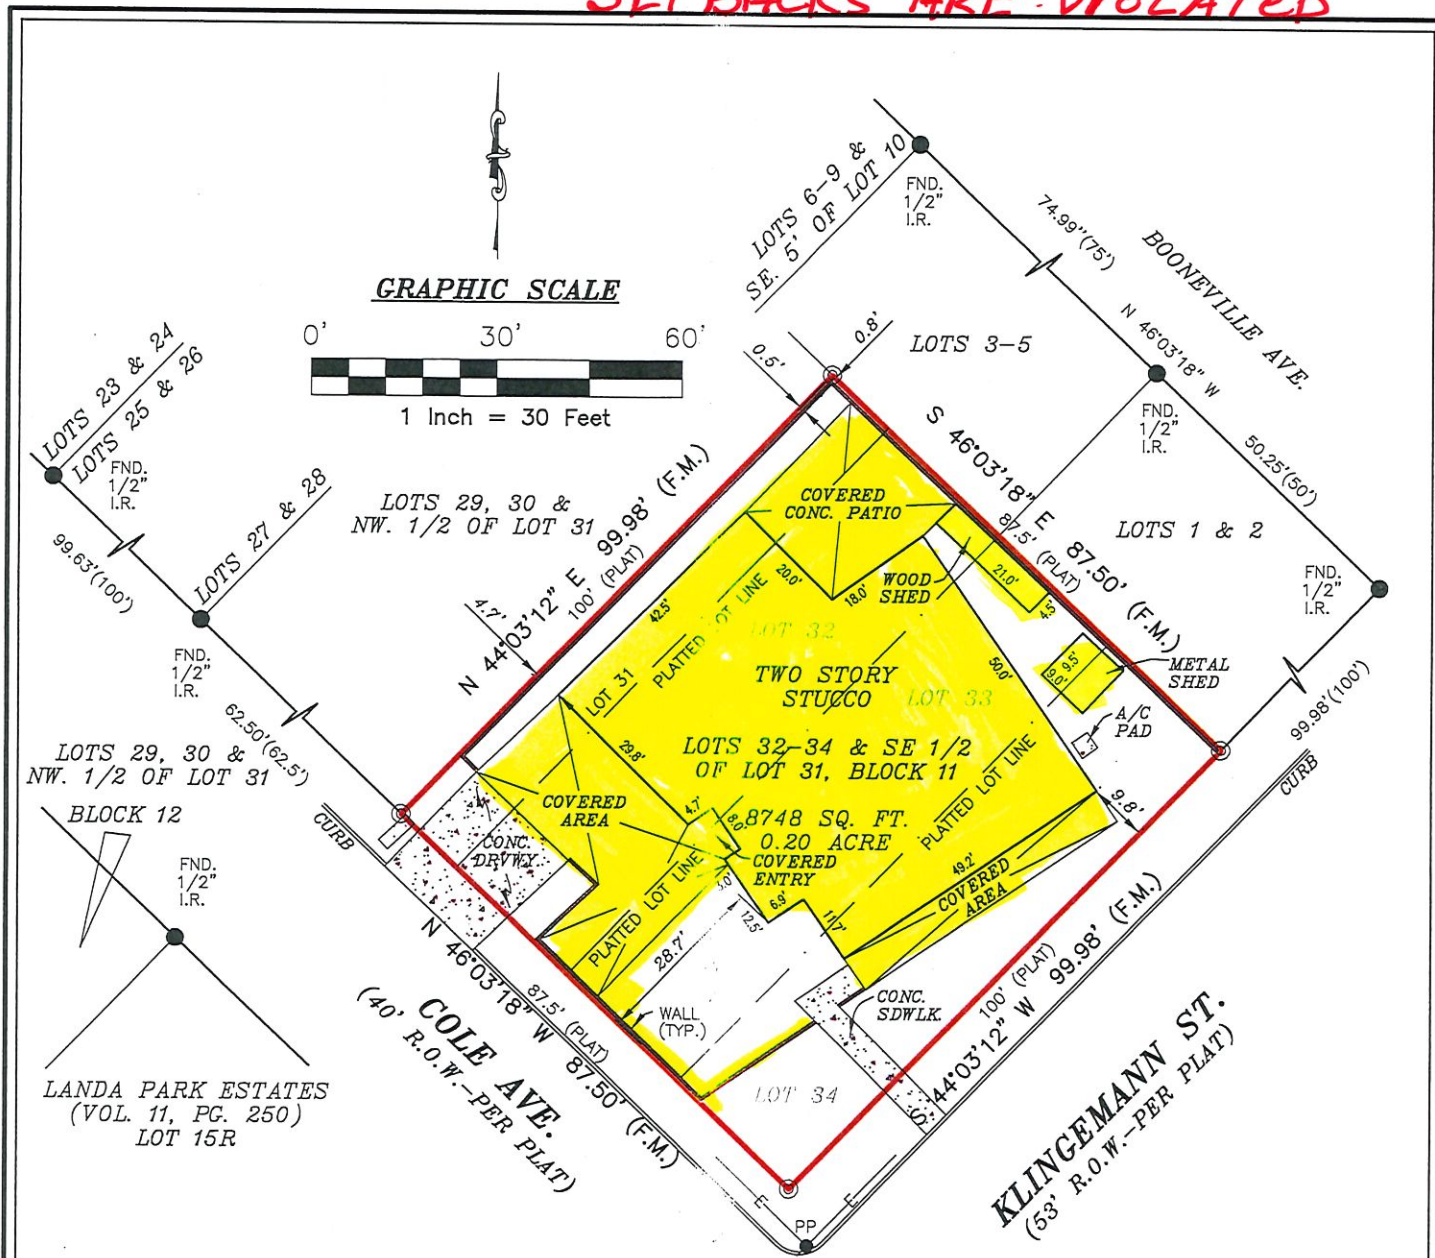 SETBACKS ARE VIOLATED
GRAPHIC SCALE
0' 30' 60'
1 Inch = 30 Feet
LOTS 6-9 &
SE. 5' OF LOT 10
FND.
1/2"
I.R.
74.99"(75')
BOONEVILLE AVE.
N 46°03'18" W
0.8'
0.5'
LOTS 3-5
FND.
1/2"
I.R.
50.25'(50')
LOTS 1 & 2
FND.
1/2"
I.R.
99.98'(100')
CURB
LOTS 23 & 24
LOTS 25 & 26
FND.
1/2"
I.R.
99.63'(100')
LOTS 27 & 28
FND.
1/2"
I.R.
62.50'(62.5')
LOTS 29, 30 &
NW. 1/2 OF LOT 31
N 44°03'12" E 99.98' (F.M.)
100' (PLAT)
4.7'
S 46°03'18" E 87.50' (F.M.)
87.5' (PLAT)
COVERED
CONC. PATIO
20.0'
18.0'
42.5'
WOOD
SHED
21.0'
4.5'
LOT 31
PLATTED LOT LINE
LOT 32
TWO STORY
STUCCO
LOT 33
50.0'
9.5'
9.0'
METAL
SHED
A/C
PAD
LOTS 32-34 & SE 1/2
OF LOT 31, BLOCK 11
8748 SQ. FT.
0.20 ACRE
PLATTED LOT LINE
29.8'
COVERED
AREA
4.7'
8.0'
COVERED
ENTRY
9.8'
49.2'
COVERED
AREA
6.9'
12.5'
11.7'
28.7'
PLATTED LOT LINE
CONC.
DRVWY.
WALL
(TYP.)
CONC.
SDWLK.
LOT 34
LOTS 29, 30 &
NW. 1/2 OF LOT 31
BLOCK 12
CURB
FND.
1/2"
I.R.
LANDA PARK ESTATES
(VOL. 11, PG. 250)
LOT 15R
N 46°03'18" W 87.50' (F.M.)
87.5' (PLAT)
COLE AVE.
(40' R.O.W.-PER PLAT)
S 44°03'12" W 99.98' (F.M.)
100' (PLAT)
KLINGEMANN ST.
(53' R.O.W.-PER PLAT)
E
E
PP